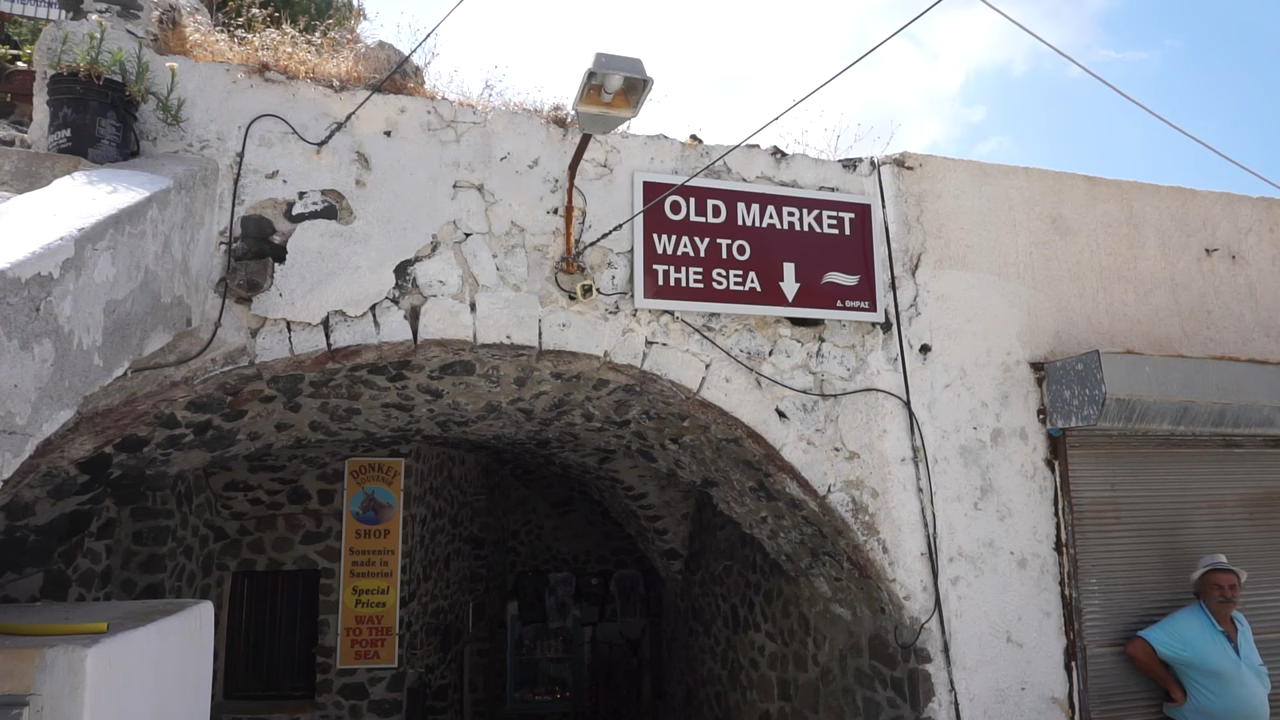 OLD MARKET
WAY TO
THE SEA
Δ. ΘΗΡΑΣ
DONKEY
SOUVENIR
SHOP
Souvenirs
made in
Santorini
Special
Prices
WAY
TO THE
PORT
SEA